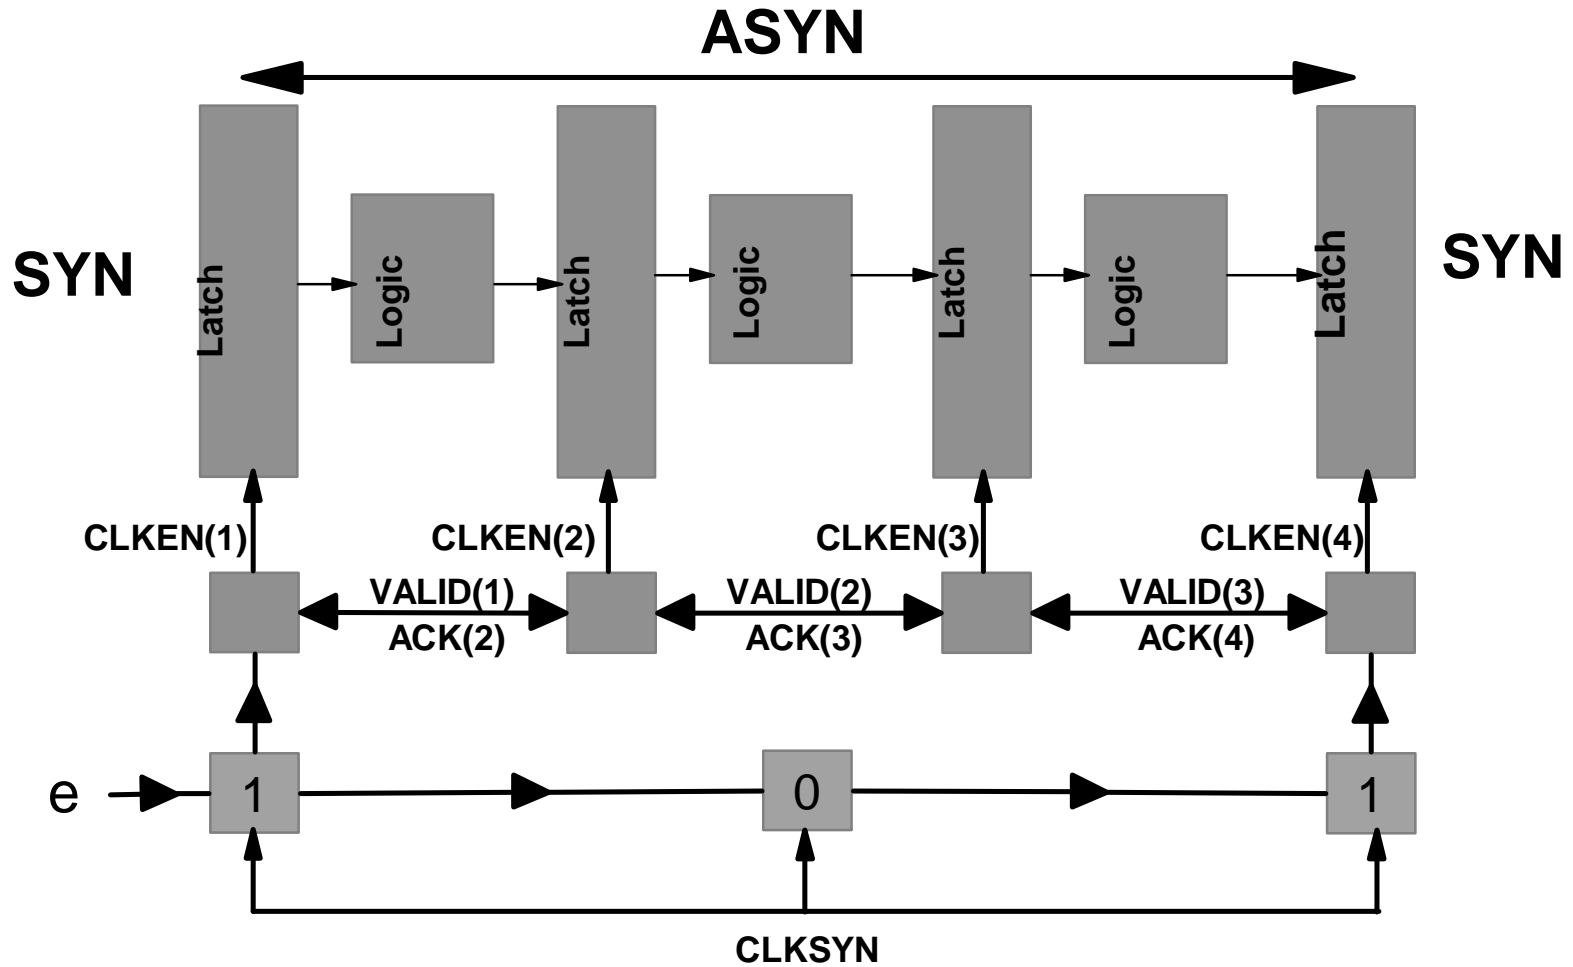 ASYN
SYN
Latch
Logic
Latch
Logic
Latch
Logic
Latch
SYN
CLKEN(1)
CLKEN(2)
CLKEN(3)
CLKEN(4)
VALID(1)
ACK(2)
VALID(2)
ACK(3)
VALID(3)
ACK(4)
e
1
0
1
CLKSYN